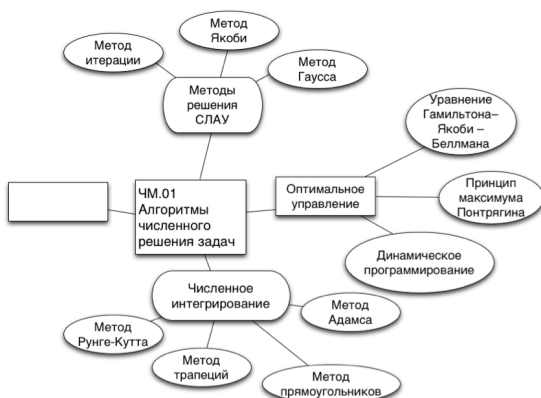 Метод
Якоби
Метод
итерации
Метод
Гаусса
Методы
решения
СЛАУ
Уравнение
Гамильтона–
Якоби –
Беллмана
ЧМ.01
Алгоритмы
численного
решения задач
Оптимальное
управление
Принцип
максимума
Понтрягина
Динамическое
программирование
Численное
интегрирование
Метод
Адамса
Метод
Рунге-Кутта
Метод
трапеций
Метод
прямоугольников